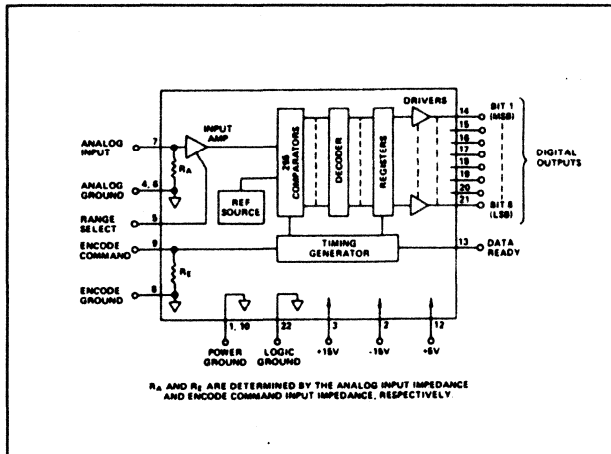 DRIVERS
14 BIT 1
(MSB)
15
16
17
18
19
20
21 BIT 8
(LSB)
DIGITAL
OUTPUTS
ANALOG
INPUT
7
INPUT
AMP
RA
ANALOG
GROUND
4, 6
RANGE
SELECT
5
REF
SOURCE
COMPARATORS
DECODER
REGISTERS
ENCODE
COMMAND
9
RE
TIMING
GENERATOR
13 DATA
READY
ENCODE
GROUND
8
1, 10 22 3 2 12
POWER
GROUND
LOGIC
GROUND
+15V -15V +5V
RA AND RE ARE DETERMINED BY THE ANALOG INPUT IMPEDANCE
AND ENCODE COMMAND INPUT IMPEDANCE, RESPECTIVELY.